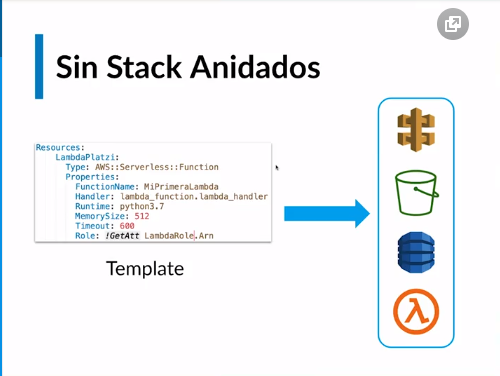 Sin Stack Anidados
Resources:
LambdaPlatzi:
Type: AWS::Serverless::Function
Properties:
FunctionName: MiPrimeraLambda
Handler: lambda_function.lambda_handler
Runtime: python3.7
MemorySize: 512
Timeout: 600
Role: !GetAtt LambdaRole.Arn
Template